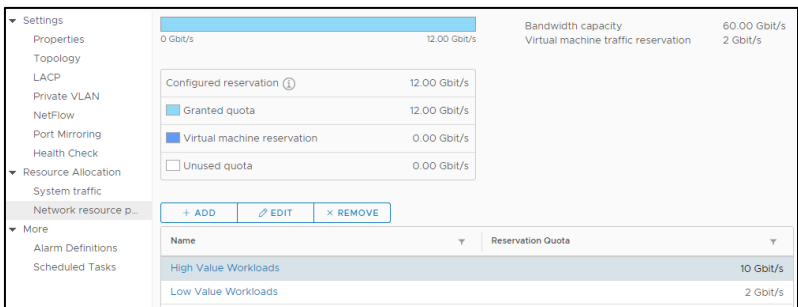 Settings
Properties
Topology
LACP
Private VLAN
NetFlow
Port Mirroring
Health Check
Resource Allocation
System traffic
Network resource p...
More
Alarm Definitions
Scheduled Tasks
0 Gbit/s 12.00 Gbit/s
Bandwidth capacity 60.00 Gbit/s
Virtual machine traffic reservation 2 Gbit/s
Configured reservation 12.00 Gbit/s
Granted quota 12.00 Gbit/s
Virtual machine reservation 0.00 Gbit/s
Unused quota 0.00 Gbit/s
+ ADD EDIT × REMOVE
Name Reservation Quota
High Value Workloads 10 Gbit/s
Low Value Workloads 2 Gbit/s